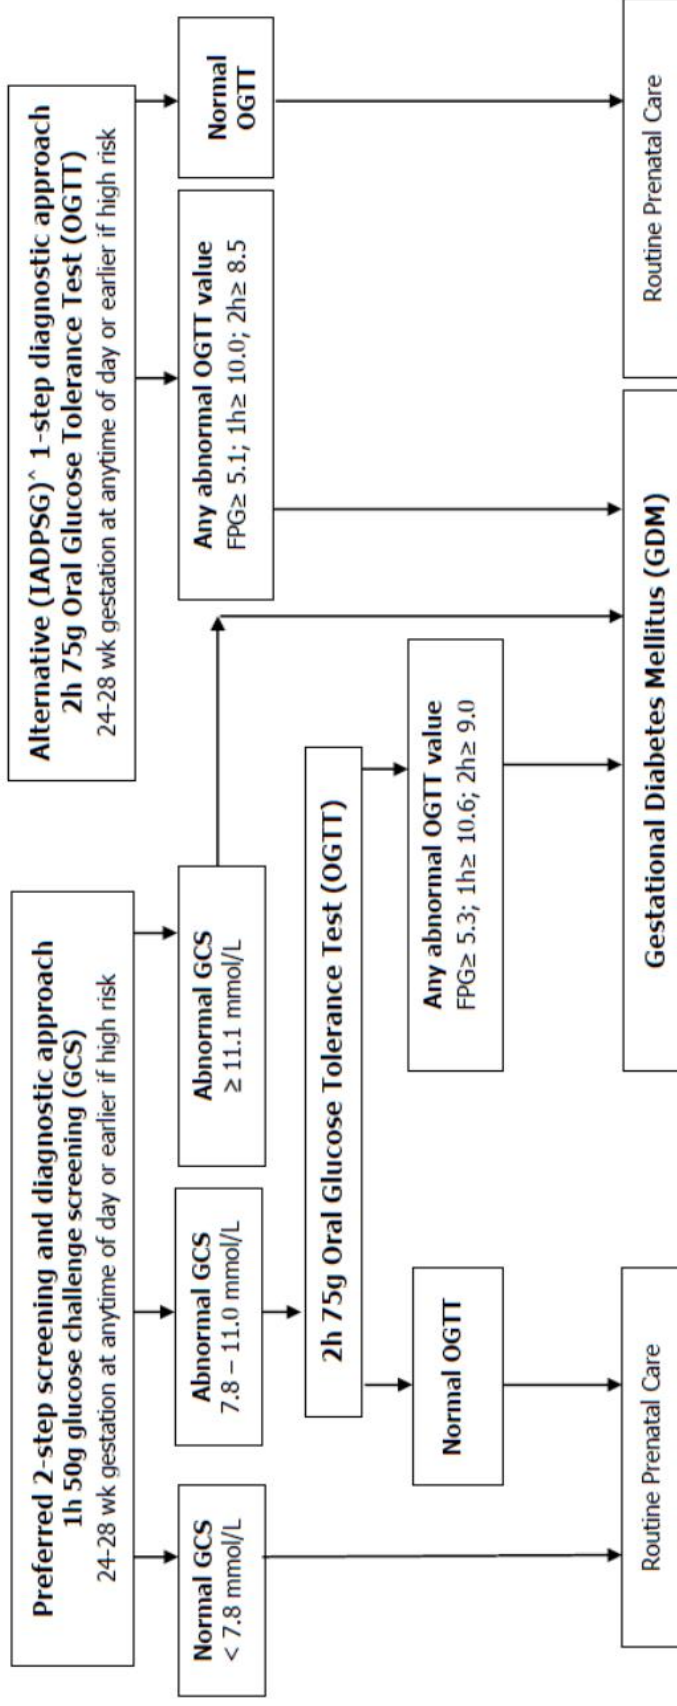 Preferred 2-step screening and diagnostic approach
1h 50g glucose challenge screening (GCS)
24-28 wk gestation at anytime of day or earlier if high risk
Alternative (IADPSG)^ 1-step diagnostic approach
2h 75g Oral Glucose Tolerance Test (OGTT)
24-28 wk gestation at anytime of day or earlier if high risk
Normal GCS
< 7.8 mmol/L
Abnormal GCS
7.8 – 11.0 mmol/L
Abnormal GCS
≥ 11.1 mmol/L
Any abnormal OGTT value
FPG≥ 5.1; 1h≥ 10.0; 2h≥ 8.5
Normal
OGTT
2h 75g Oral Glucose Tolerance Test (OGTT)
Normal OGTT
Any abnormal OGTT value
FPG≥ 5.3; 1h≥ 10.6; 2h≥ 9.0
Routine Prenatal Care
Gestational Diabetes Mellitus (GDM)
Routine Prenatal Care